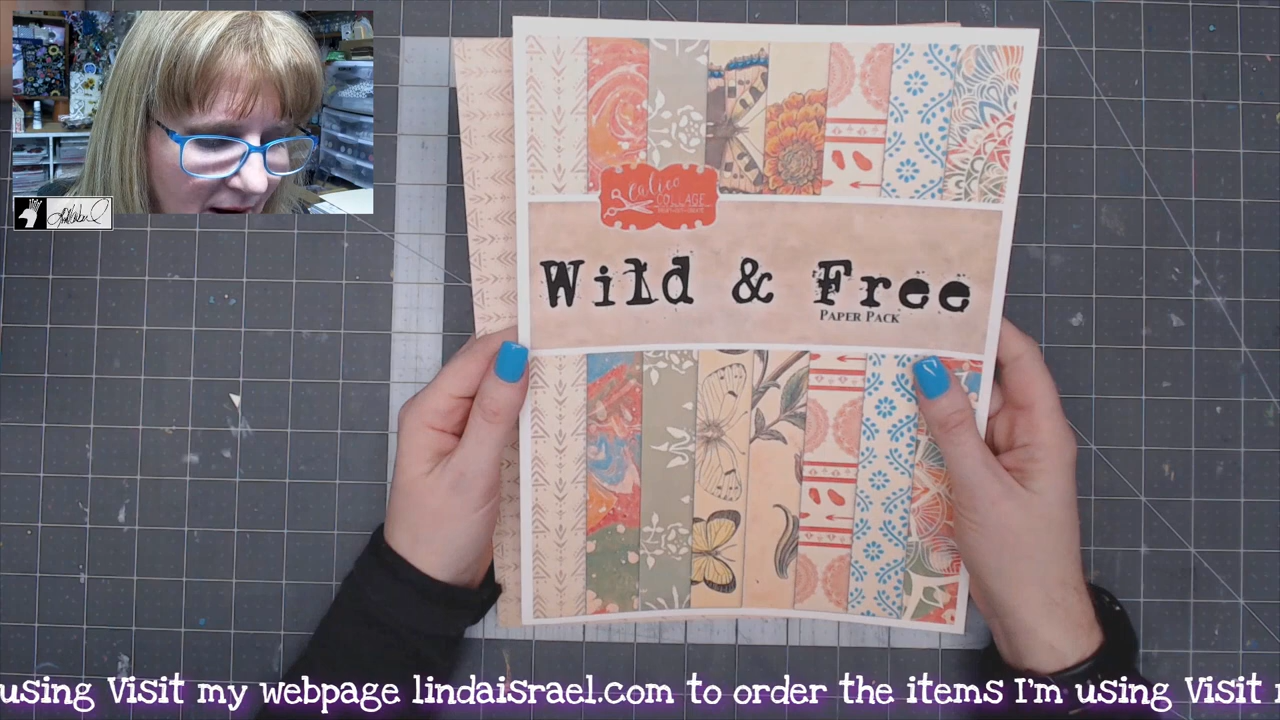 Calico
COLLAGE
Wild & Free
PAPER PACK
using Visit my webpage lindaisrael.com to order the items I'm using Visit